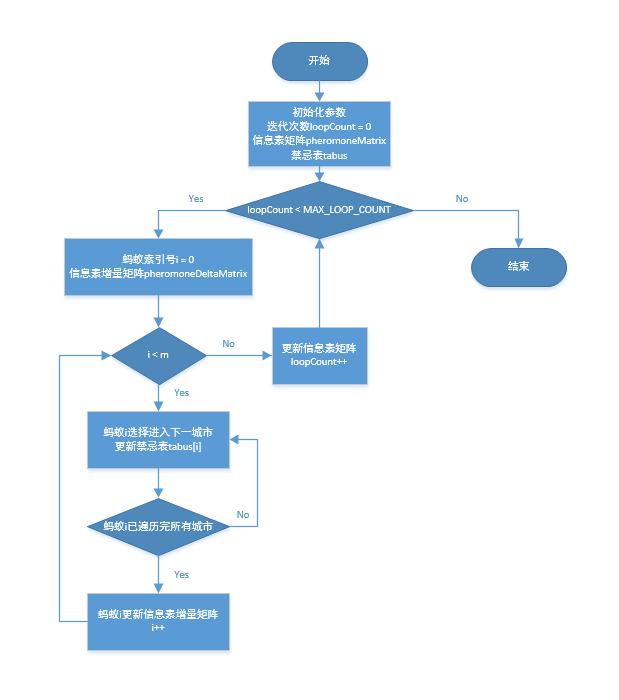 开始
初始化参数
迭代次数loopCount = 0
信息素矩阵pheromoneMatrix
禁忌表tabus
Yes
loopCount < MAX_LOOP_COUNT
No
蚂蚁索引号i = 0
信息素增量矩阵pheromoneDeltaMatrix
结束
i < m
No
更新信息素矩阵
loopCount++
Yes
蚂蚁i选择进入下一城市
更新禁忌表tabus[i]
蚂蚁i已遍历完所有城市
No
Yes
蚂蚁i更新信息素增量矩阵
i++